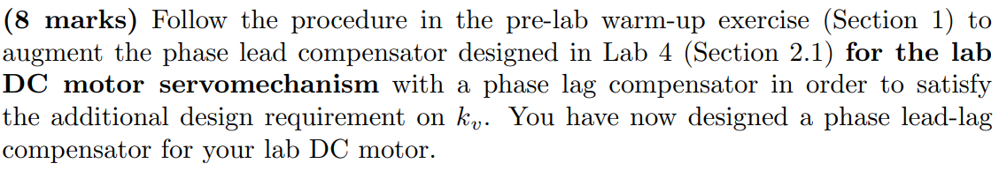 (8 marks) Follow the procedure in the pre-lab warm-up exercise (Section 1) to
augment the phase lead compensator designed in Lab 4 (Section 2.1) for the lab
DC motor servomechanism with a phase lag compensator in order to satisfy
the additional design requirement on kᵥ. You have now designed a phase lead-lag
compensator for your lab DC motor.